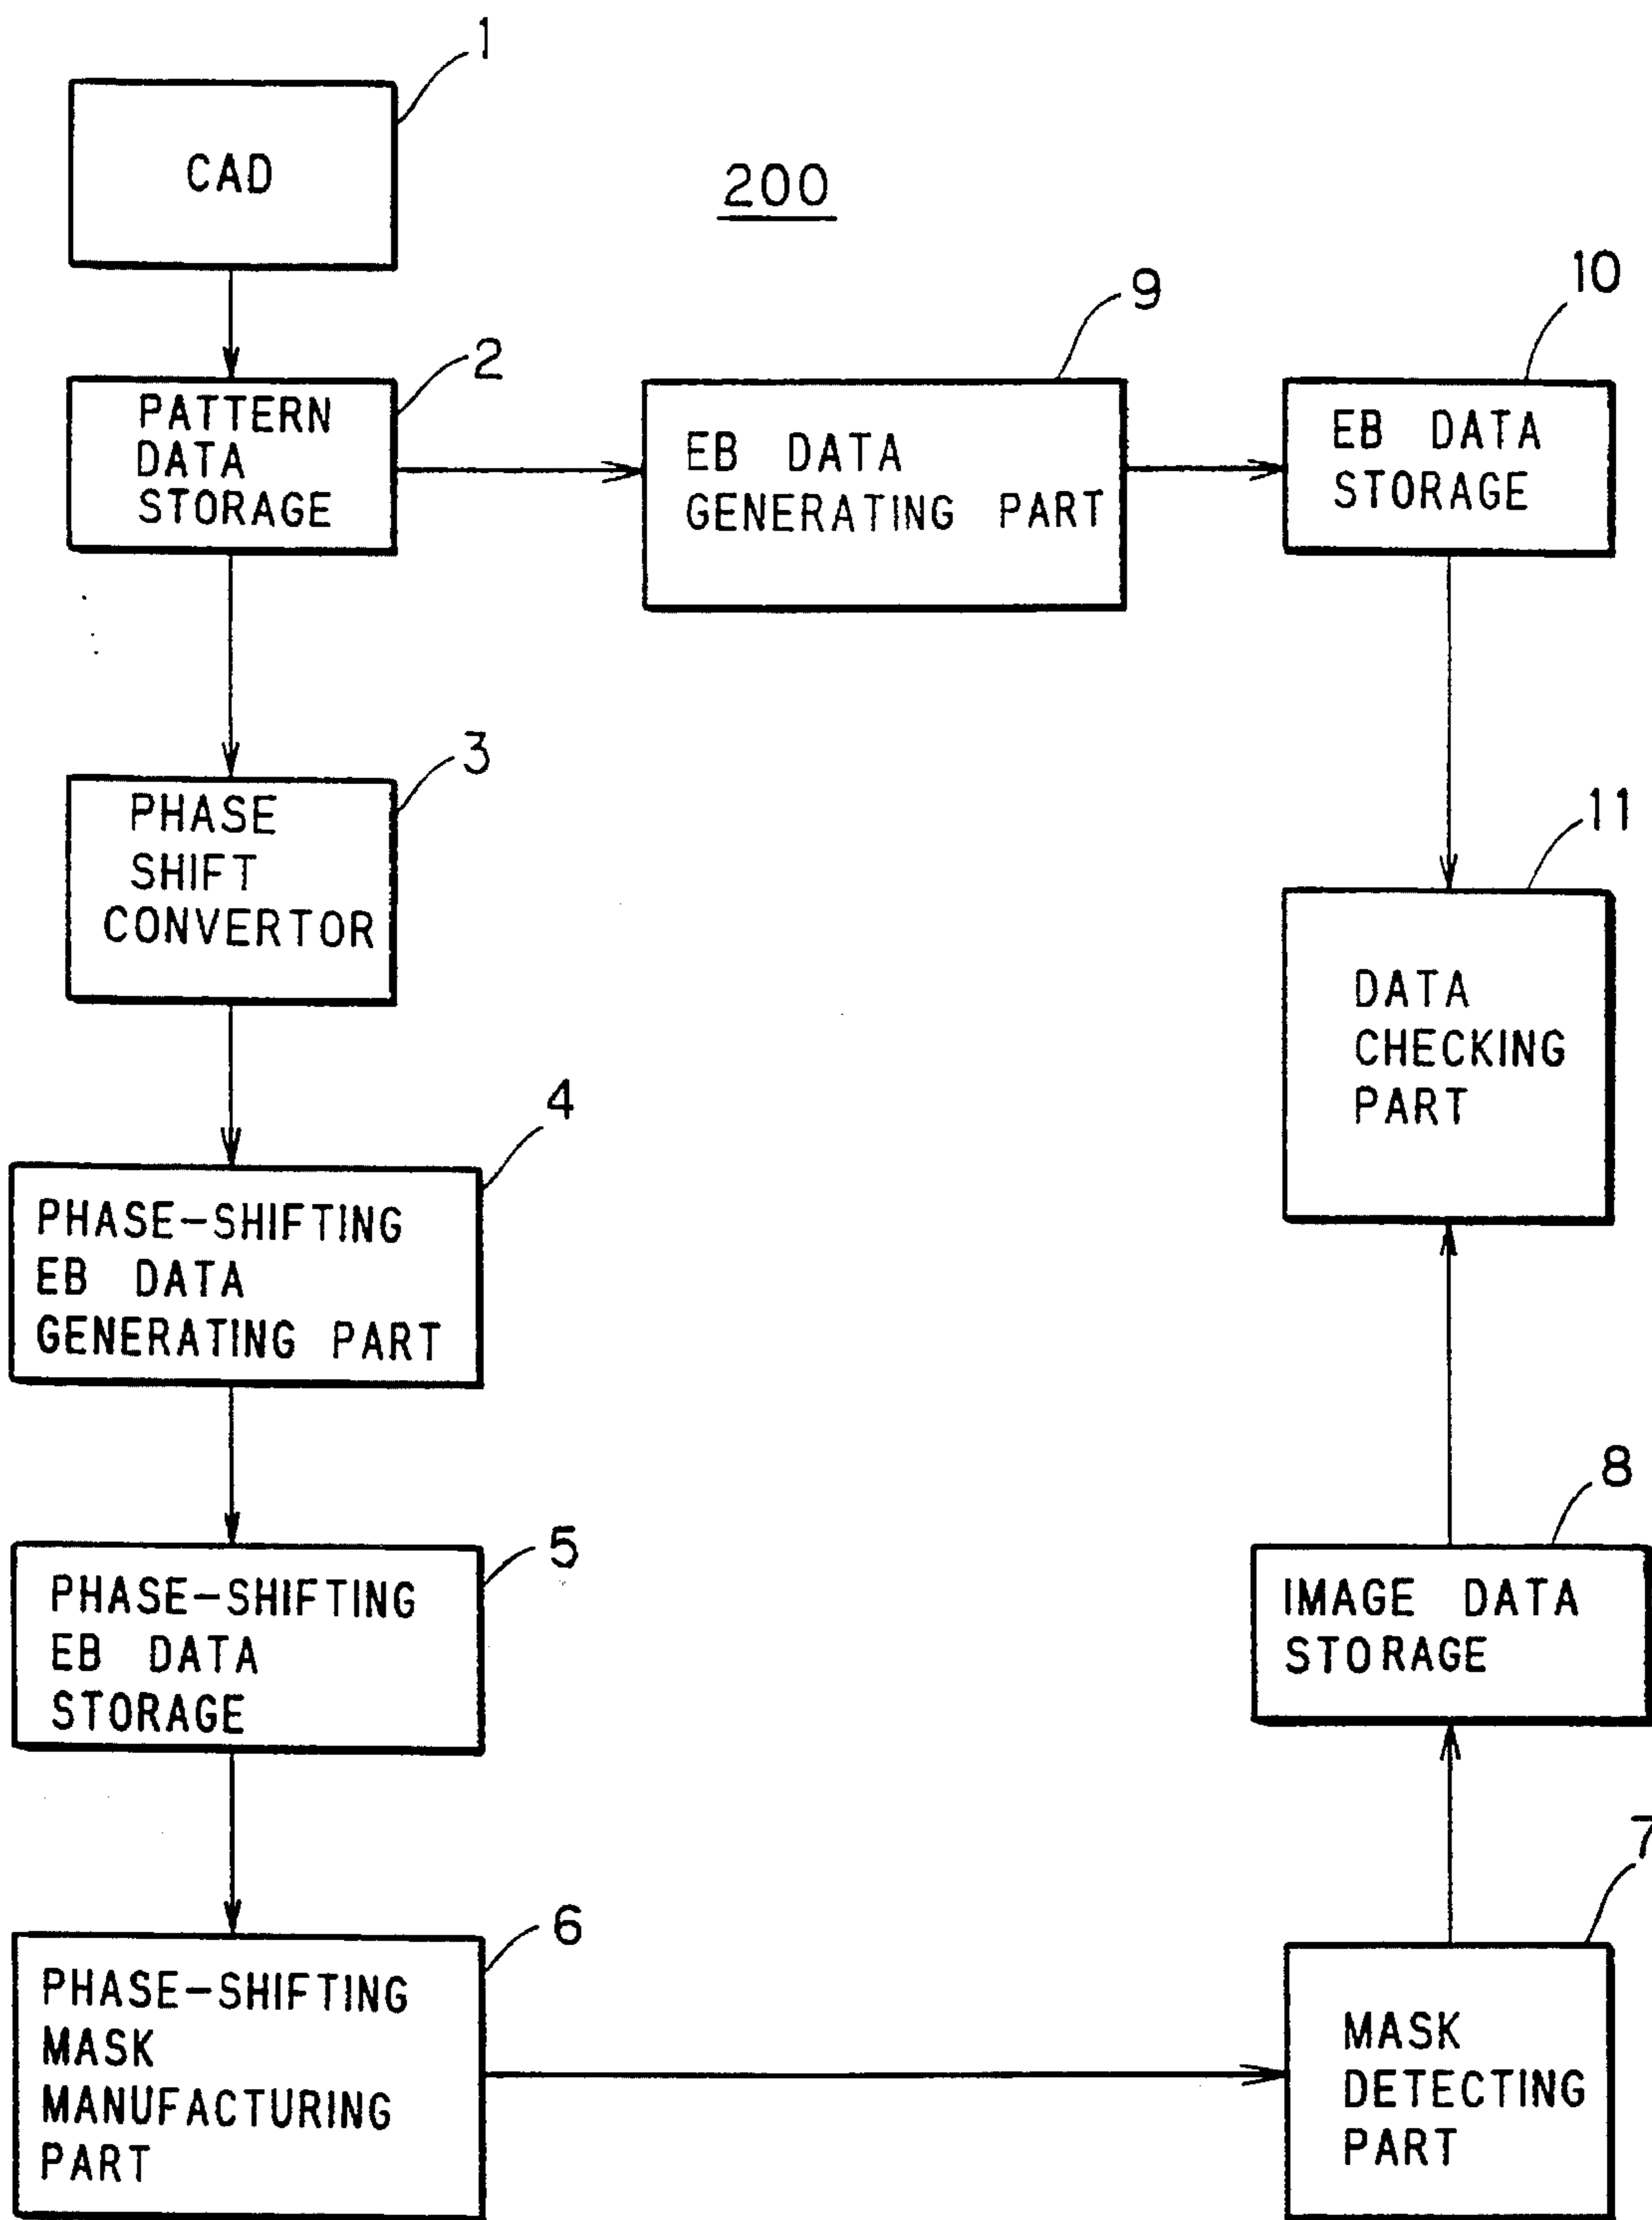 1
CAD
200
2
PATTERN
DATA
STORAGE
9
EB DATA
GENERATING PART
10
EB DATA
STORAGE
3
PHASE
SHIFT
CONVERTOR
11
DATA
CHECKING
PART
4
PHASE-SHIFTING
EB DATA
GENERATING PART
5
PHASE-SHIFTING
EB DATA
STORAGE
8
IMAGE DATA
STORAGE
6
PHASE-SHIFTING
MASK
MANUFACTURING
PART
7
MASK
DETECTING
PART